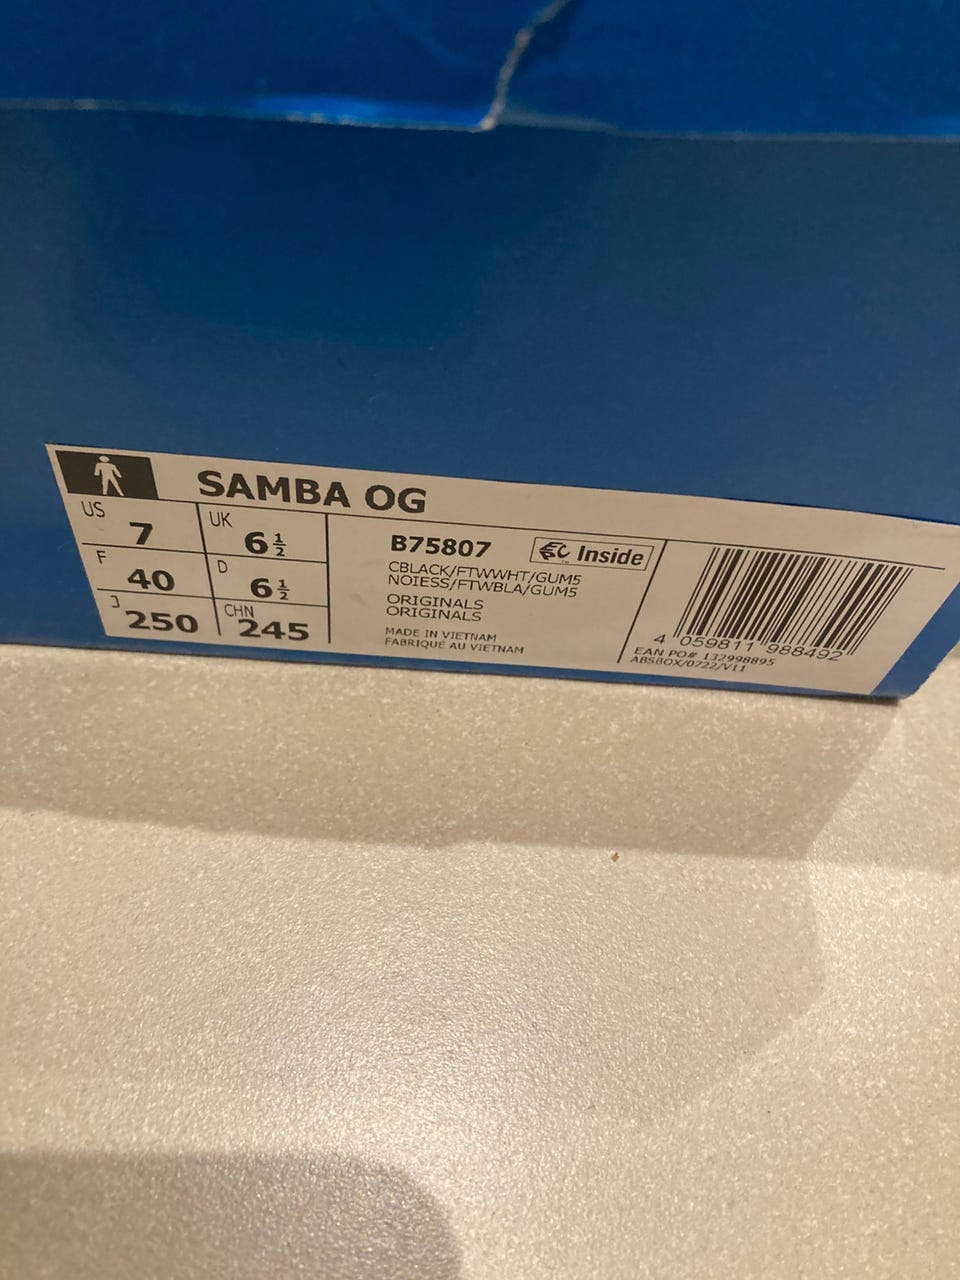 SAMBA OG
US 7
UK 6½
F 40
D 6½
J 250
CHN 245
B75807
Inside
CBLACK/FTWWHT/GUM5
NOIESS/FTWBLA/GUM5
ORIGINALS
ORIGINALS
MADE IN VIETNAM
FABRIQUE AU VIETNAM
4 059811 988492
EAN PO# 132998895
ABSBOX/0722/V11